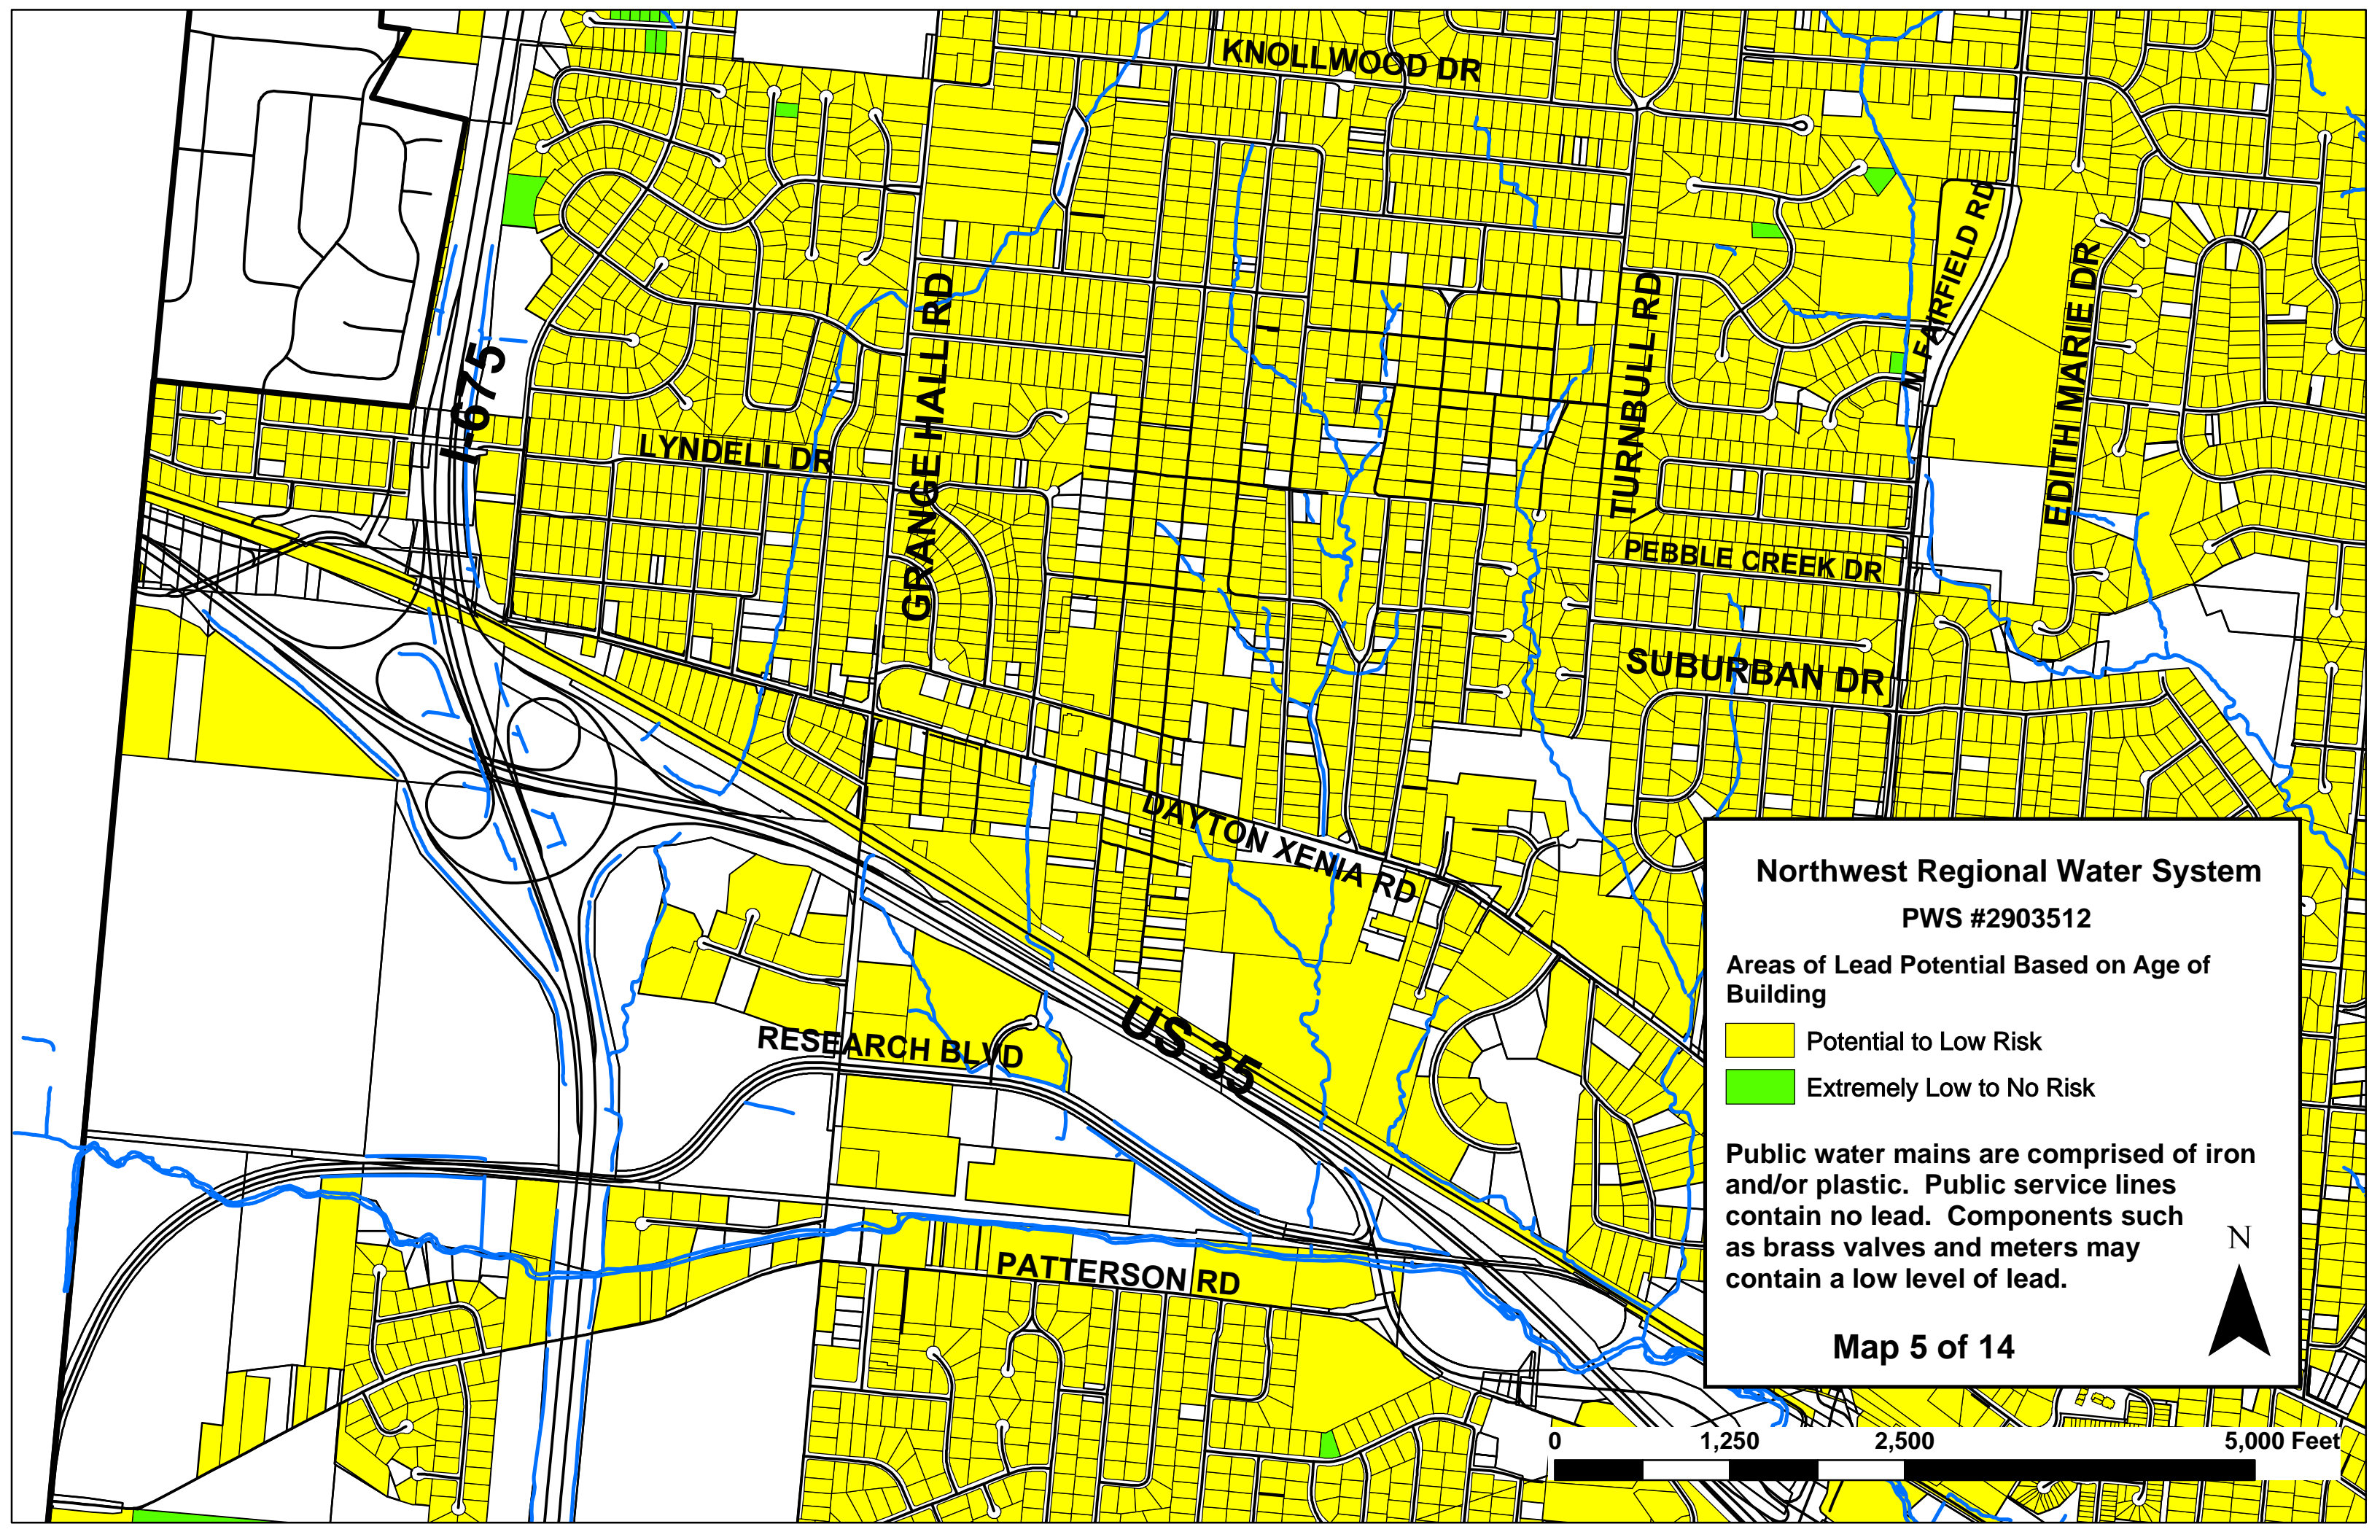 KNOLLWOOD DR
N FAIRFIELD RD
EDITH MARIE DR
TURNBULL RD
GRANGE HALL RD
I-675
LYNDELL DR
PEBBLE CREEK DR
SUBURBAN DR
DAYTON XENIA RD
US 35
RESEARCH BLVD
PATTERSON RD
Northwest Regional Water System
PWS #2903512
Areas of Lead Potential Based on Age of
Building
Potential to Low Risk
Extremely Low to No Risk
Public water mains are comprised of iron
and/or plastic.  Public service lines
contain no lead.  Components such
as brass valves and meters may
contain a low level of lead.
N
Map 5 of 14
0 1,250 2,500 5,000 Feet